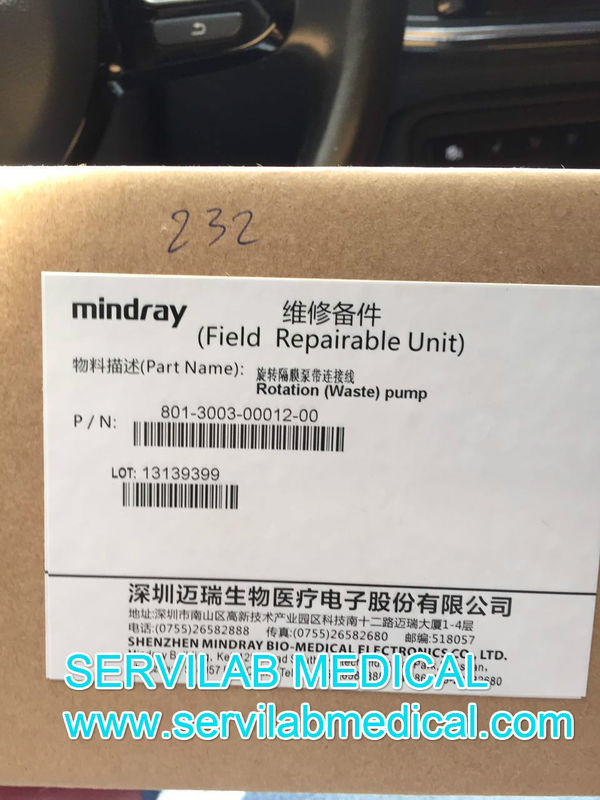 232
mindray 维修备件
(Field Repairable Unit)
物料描述(Part Name): 旋转隔膜泵带连接线
Rotation (Waste) pump
P/N: 801-3003-00012-00
LOT: 13139399
深圳迈瑞生物医疗电子股份有限公司
地址:深圳市南山区高新技术产业园区科技南十二路迈瑞大厦1-4层
电话:(0755)26582888 传真:(0755)26582680 邮编:518057
SHENZHEN MINDRAY BIO-MEDICAL ELECTRONICS CO., LTD.
SERVILAB MEDICAL
www.servilabmedical.com